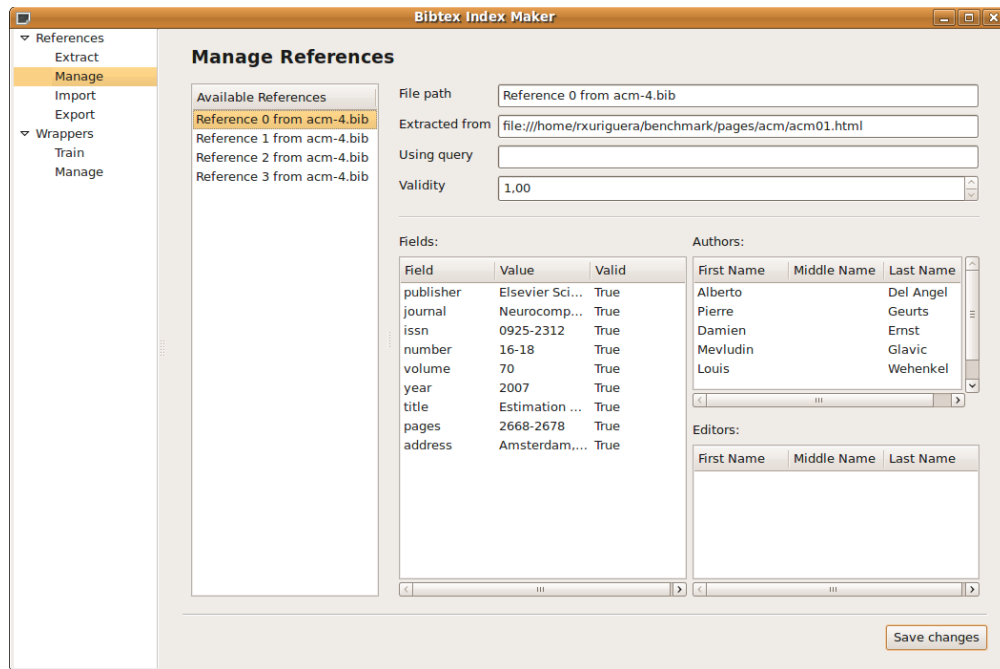 Bibtex Index Maker
References
Extract
Manage
Import
Export
Wrappers
Train
Manage
Manage References
Available References
Reference 0 from acm-4.bib
Reference 1 from acm-4.bib
Reference 2 from acm-4.bib
Reference 3 from acm-4.bib
File path Reference 0 from acm-4.bib
Extracted from file:///home/rxuriguera/benchmark/pages/acm/acm01.html
Using query
Validity 1,00
Fields:
Field Value Valid
publisher Elsevier Sci... True
journal Neurocomp... True
issn 0925-2312 True
number 16-18 True
volume 70 True
year 2007 True
title Estimation ... True
pages 2668-2678 True
address Amsterdam,... True
Authors:
First Name Middle Name Last Name
Alberto Del Angel
Pierre Geurts
Damien Ernst
Mevludin Glavic
Louis Wehenkel
Editors:
First Name Middle Name Last Name
Save changes